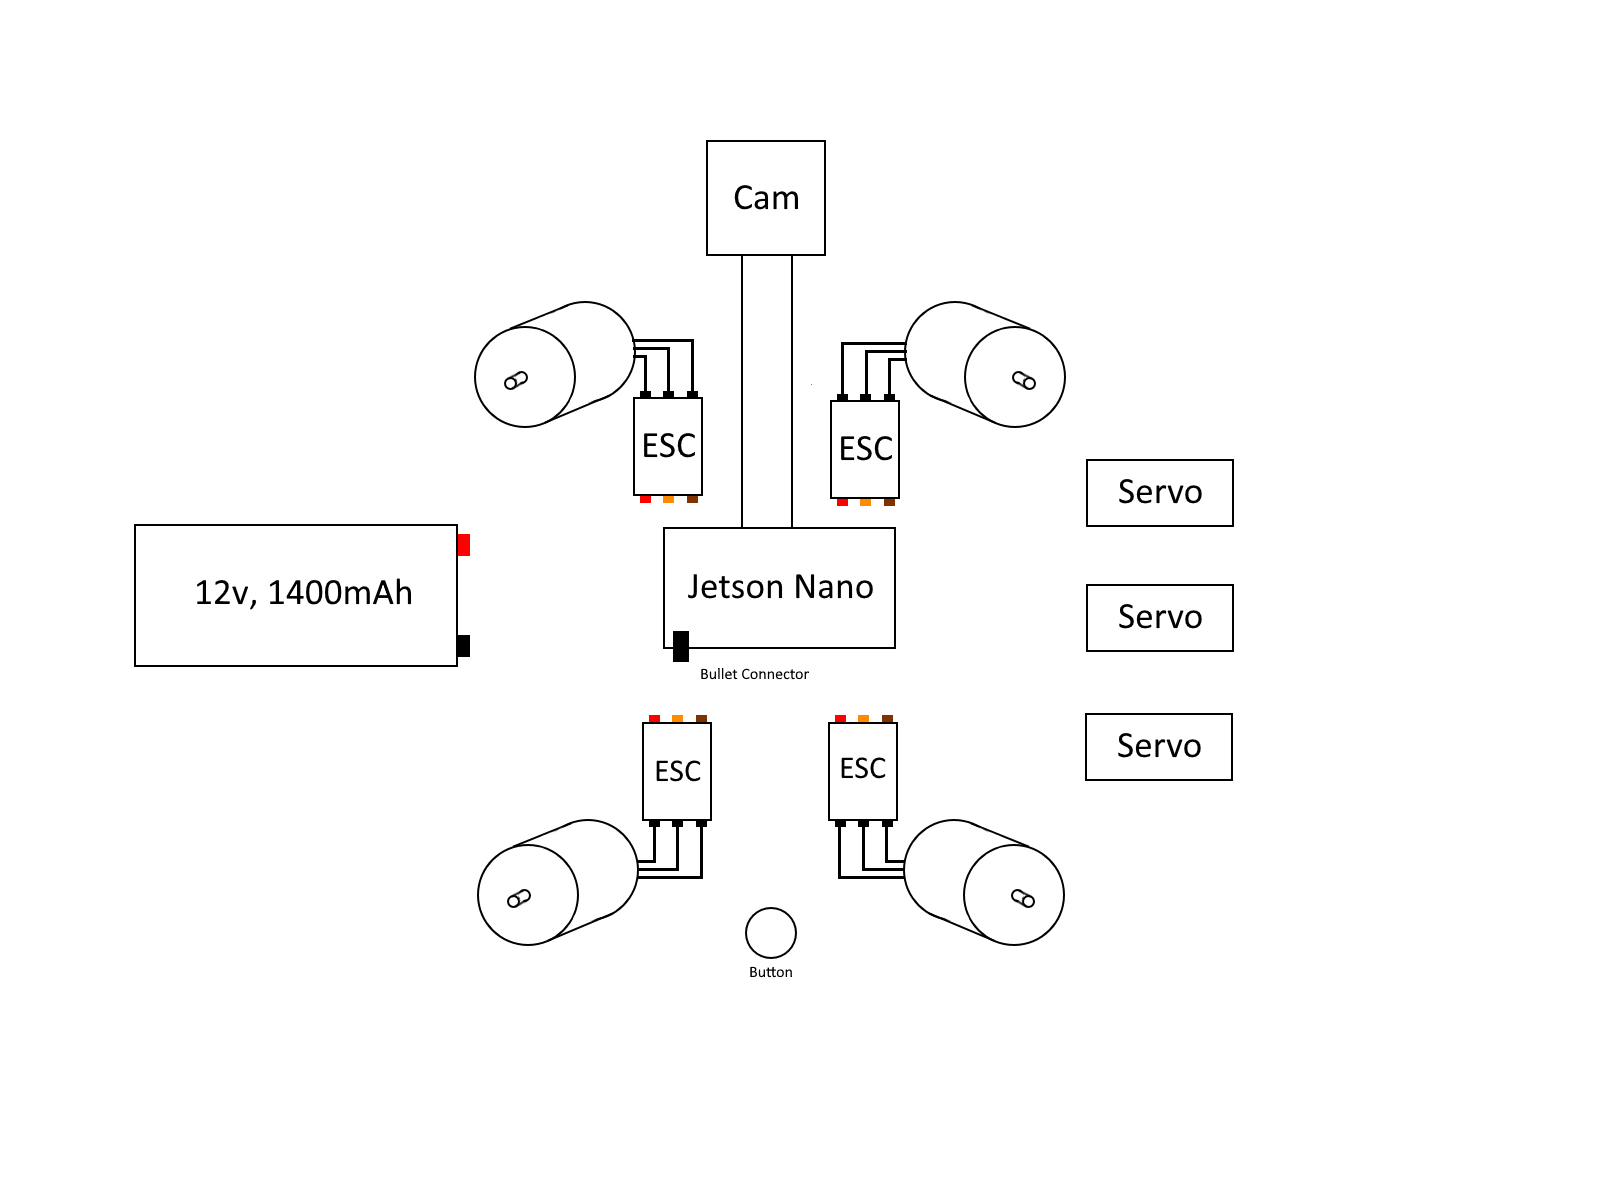 Cam
ESC
ESC
Servo
12v, 1400mAh
Jetson Nano
Servo
Bullet Connector
Servo
ESC
ESC
Button